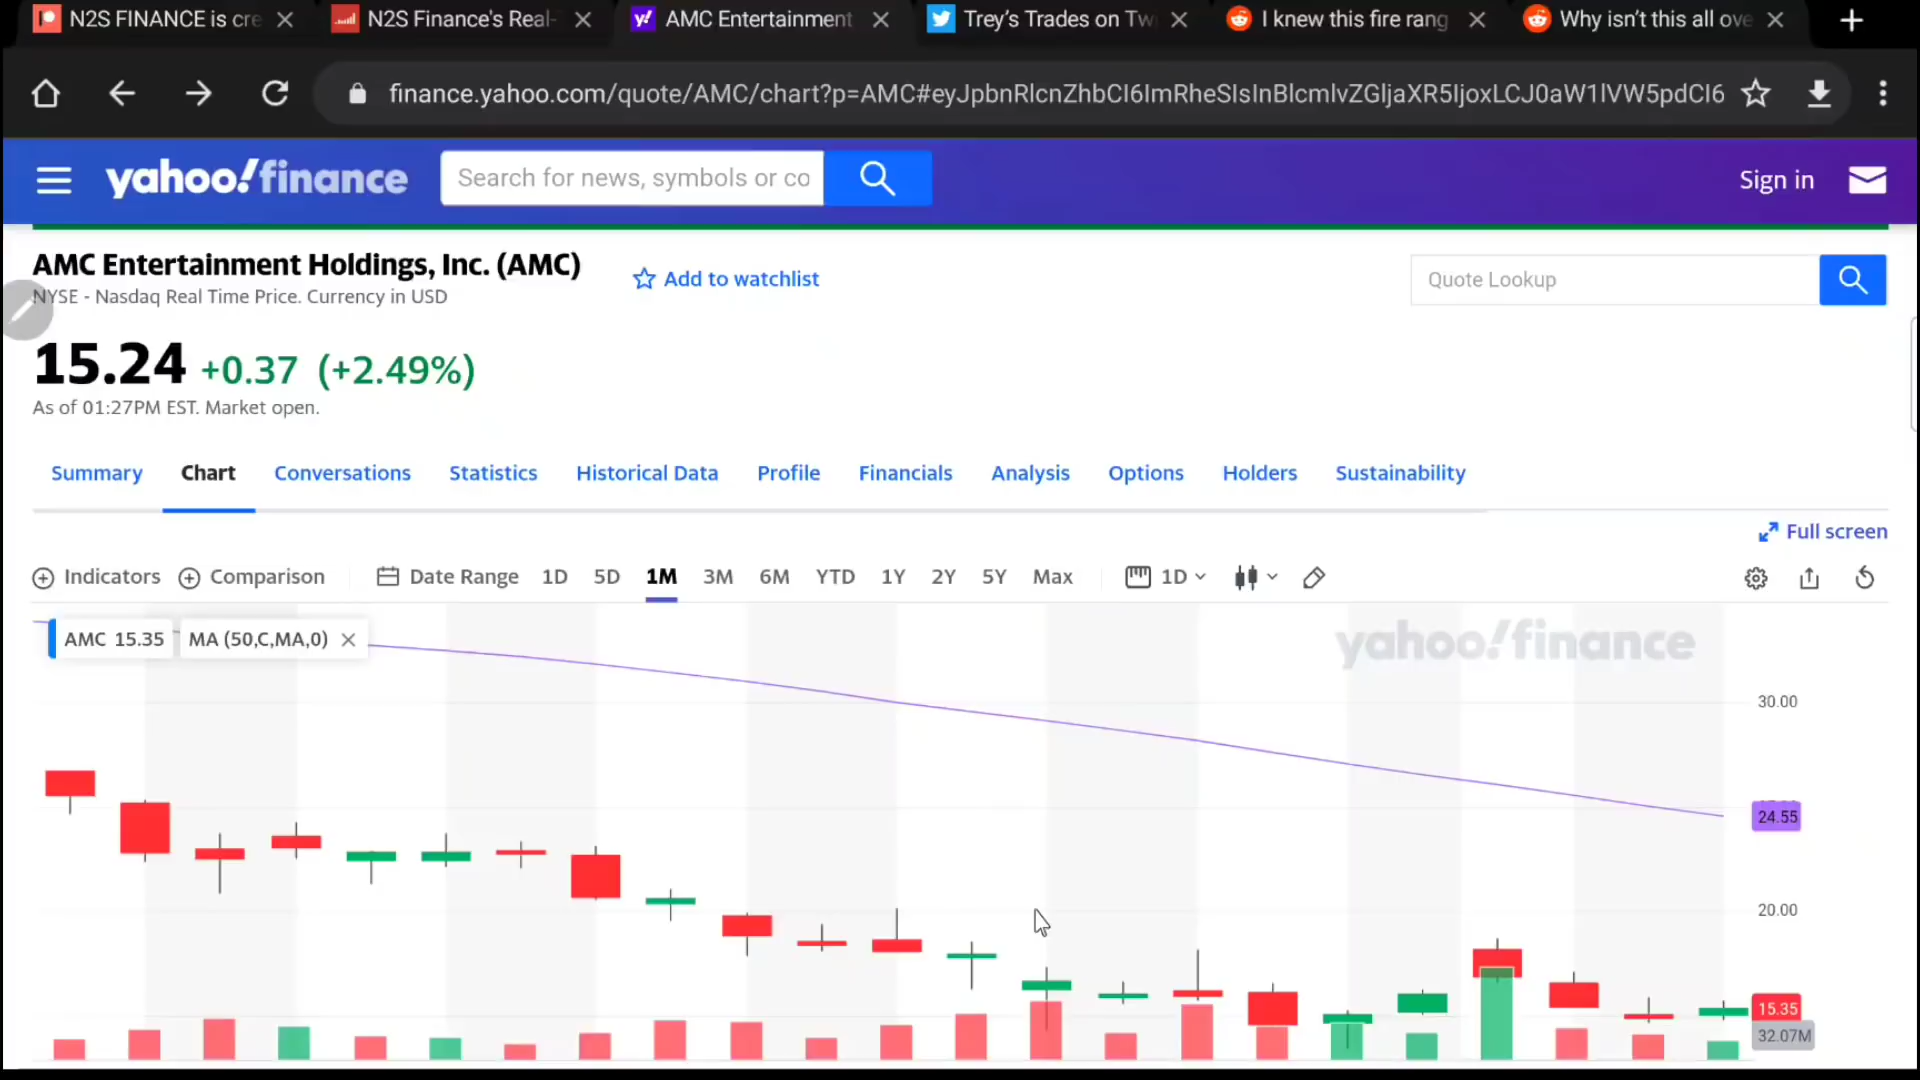 N2S FINANCE is cre
N2S Finance's Real-
AMC Entertainment
Trey's Trades on Tw
I knew this fire rang
Why isn't this all ove
finance.yahoo.com/quote/AMC/chart?p=AMC#eyJpbnRlcnZhbCI6ImRheSIsInBlcmlvZGljaXR5IjoxLCJ0aW1lVW5pdCI6
yahoo!finance
Search for news, symbols or co
Sign in
AMC Entertainment Holdings, Inc. (AMC)
Add to watchlist
Quote Lookup
NYSE - Nasdaq Real Time Price. Currency in USD
15.24 +0.37 (+2.49%)
As of 01:27PM EST. Market open.
Summary Chart Conversations Statistics Historical Data Profile Financials Analysis Options Holders Sustainability
Full screen
Indicators Comparison Date Range 1D 5D 1M 3M 6M YTD 1Y 2Y 5Y Max 1D
AMC 15.35 MA (50,C,MA,0)
yahoo!finance
30.00
24.55
20.00
15.35
32.07M